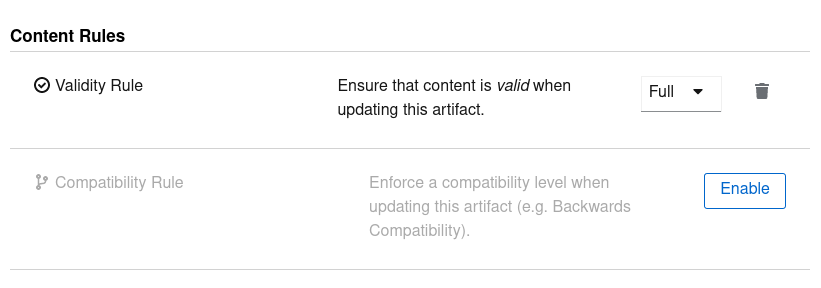 Content Rules
Validity Rule
Ensure that content is valid when
updating this artifact.
Full
Compatibility Rule
Enforce a compatibility level when
updating this artifact (e.g. Backwards
Compatibility).
Enable